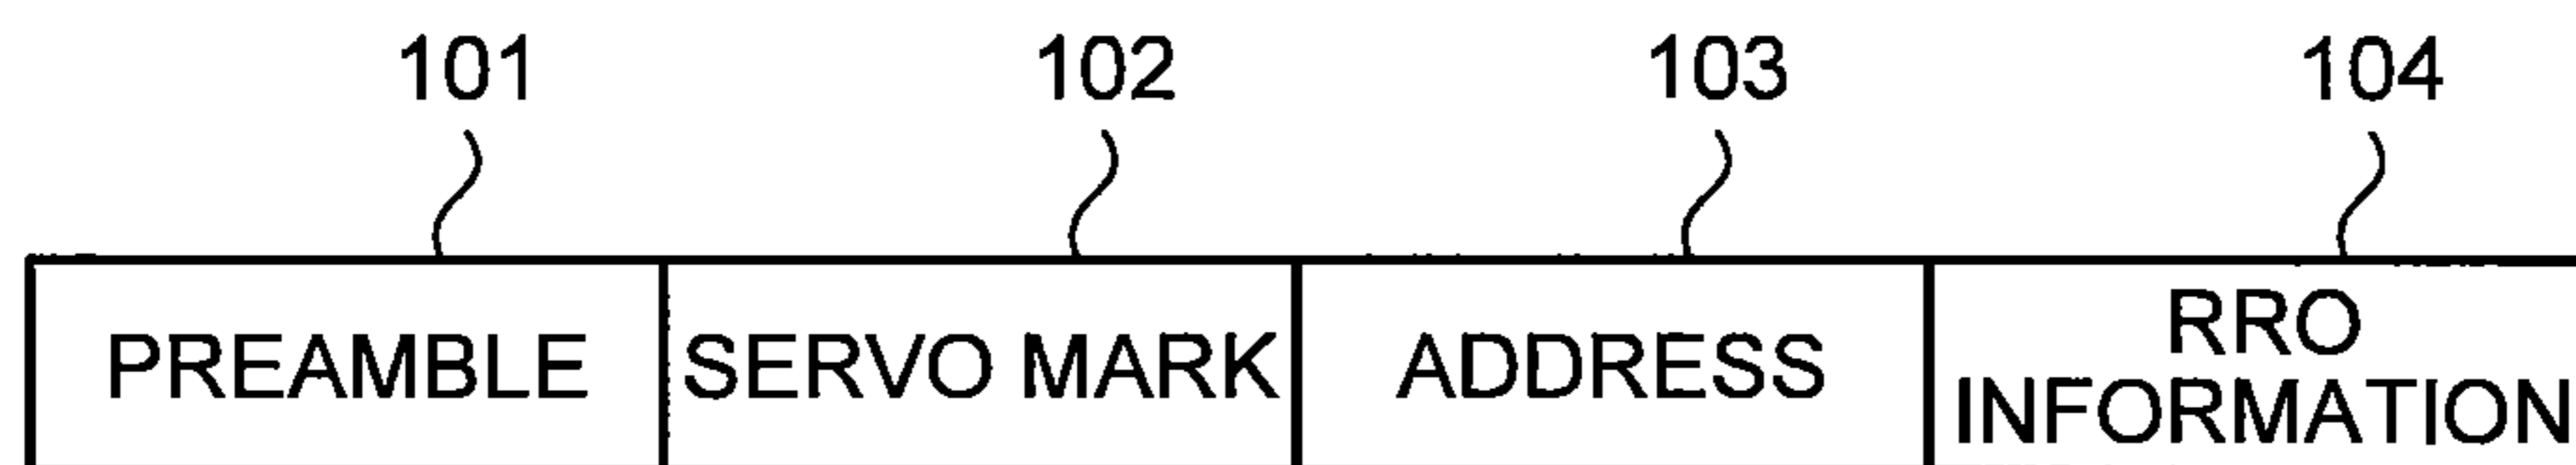 101 102 103 104
PREAMBLE SERVO MARK ADDRESS RRO
INFORMATION